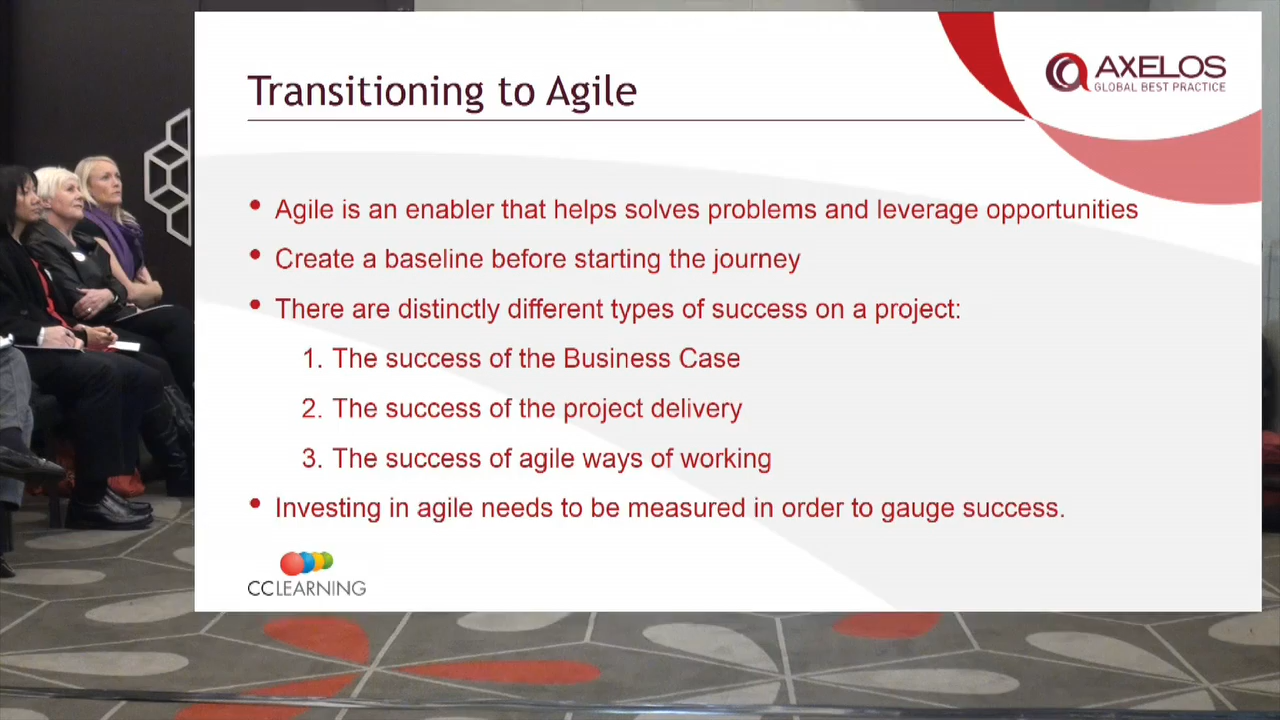 Transitioning to Agile
AXELOS
GLOBAL BEST PRACTICE
• Agile is an enabler that helps solves problems and leverage opportunities
• Create a baseline before starting the journey
• There are distinctly different types of success on a project:
1. The success of the Business Case
2. The success of the project delivery
3. The success of agile ways of working
• Investing in agile needs to be measured in order to gauge success.
CCLEARNING